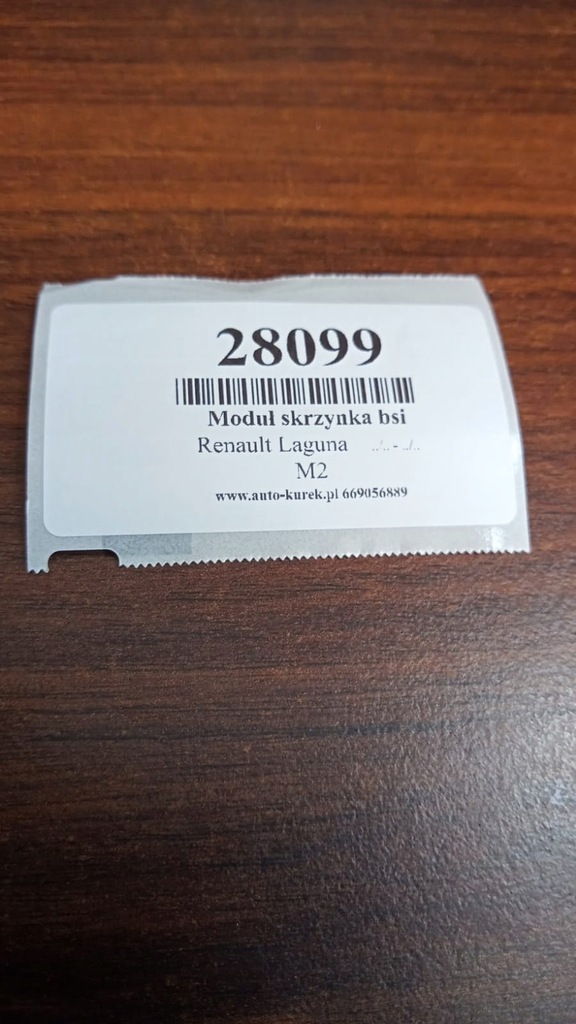 28099
Moduł skrzynka bsi
Renault Laguna ../.. - ../..
M2
www.auto-kurek.pl 669056889